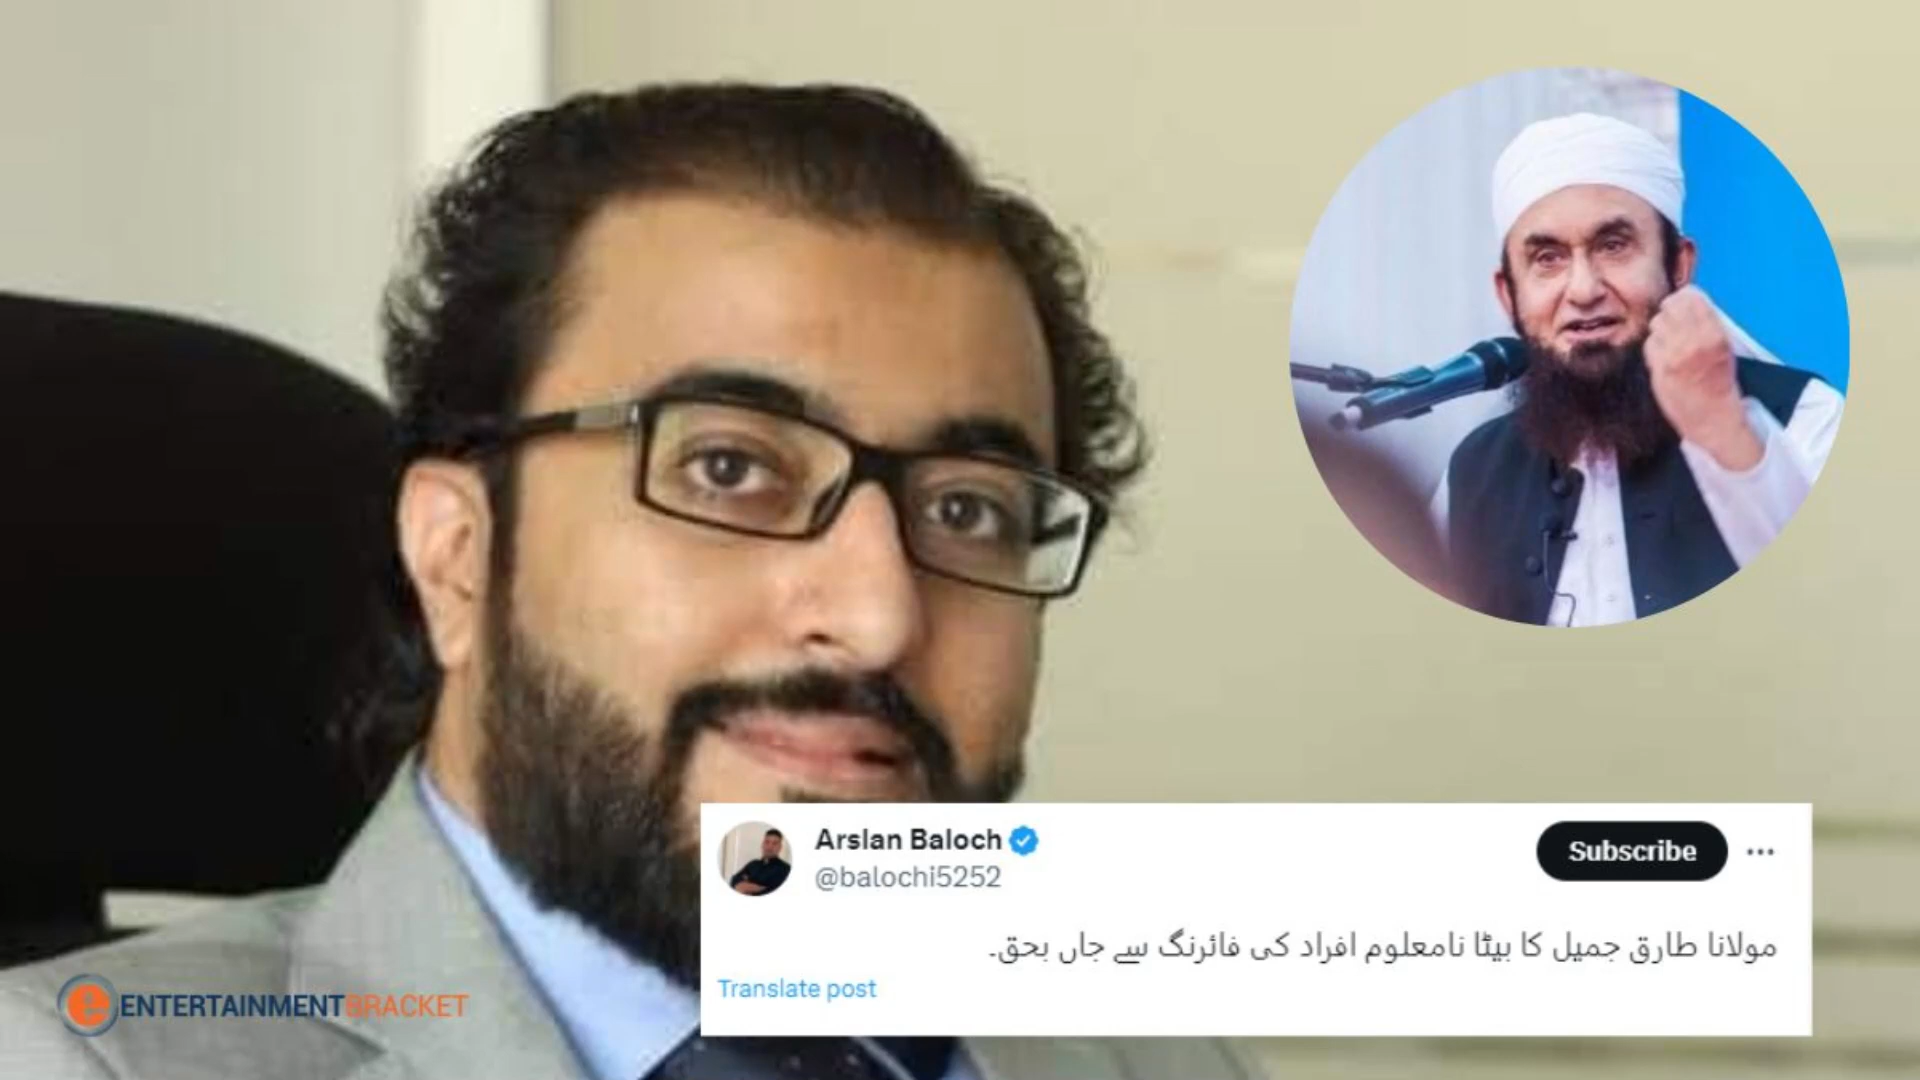 Arslan Baloch
@balochi5252
Subscribe
مولانا طارق جمیل کا بیٹا نامعلوم افراد کی فائرنگ سے جاں بحق۔
Translate post
e ENTERTAINMENTBRACKET